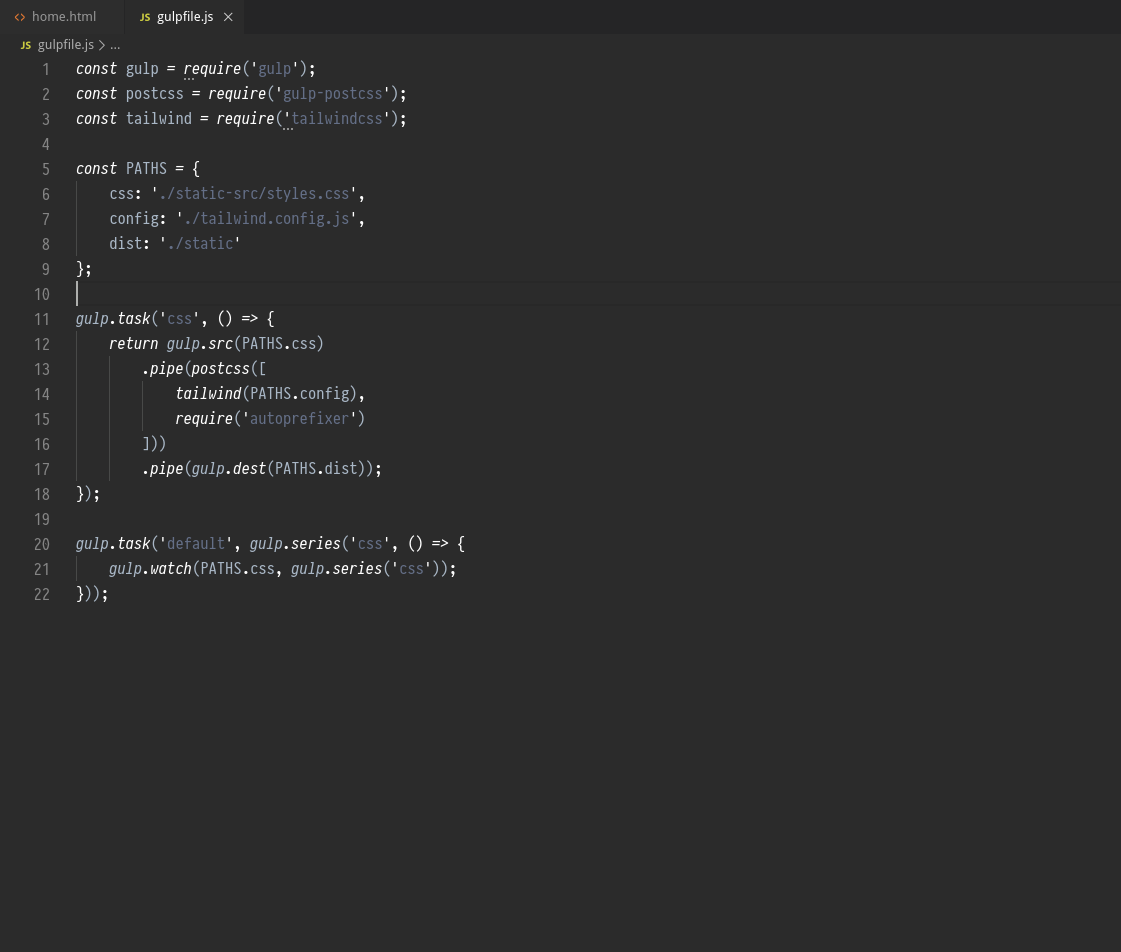 home.html
JS gulpfile.js
JS gulpfile.js > ...
1 const gulp = require('gulp');
2 const postcss = require('gulp-postcss');
3 const tailwind = require('tailwindcss');
4
5 const PATHS = {
6     css: './static-src/styles.css',
7     config: './tailwind.config.js',
8     dist: './static'
9 };
10
11 gulp.task('css', () => {
12     return gulp.src(PATHS.css)
13         .pipe(postcss([
14             tailwind(PATHS.config),
15             require('autoprefixer')
16         ]))
17         .pipe(gulp.dest(PATHS.dist));
18 });
19
20 gulp.task('default', gulp.series('css', () => {
21     gulp.watch(PATHS.css, gulp.series('css'));
22 }));